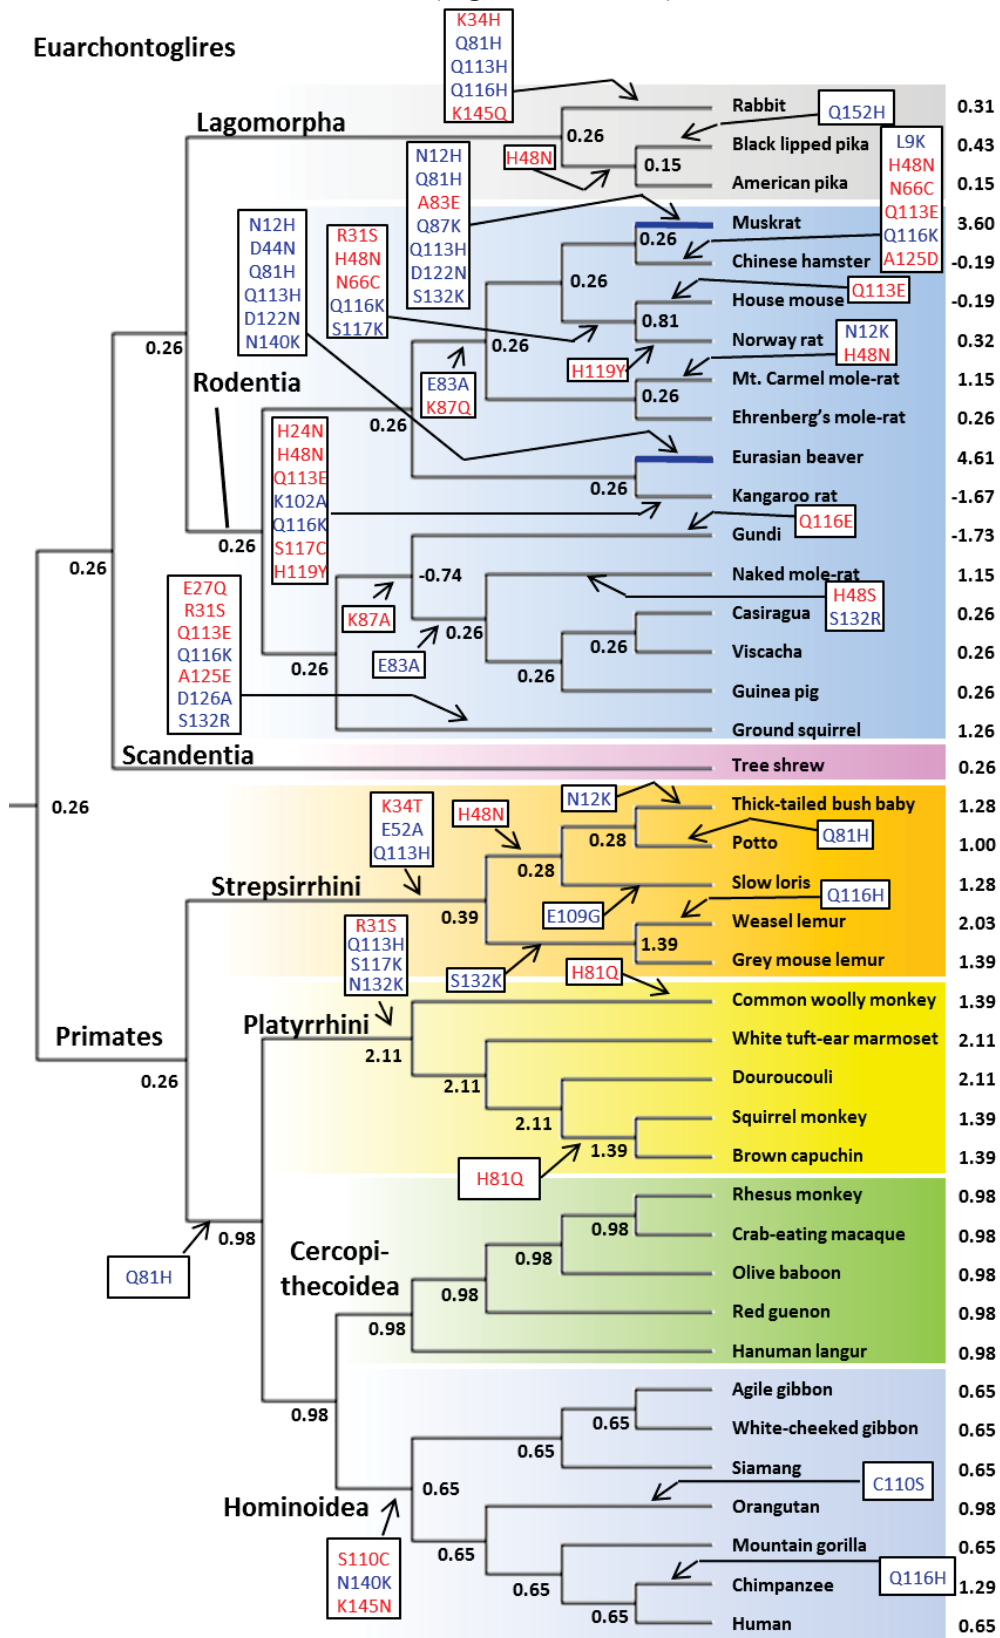 Euarchontoglires
K34H
Q81H
Q113H
Q116H
K145Q
Lagomorpha
0.26
Rabbit
0.31
Q152H
Black lipped pika
0.43
H48N
0.15
American pika
0.15
L9K
H48N
N66C
Q113E
Q116K
A125D
N12H
Q81H
A83E
Q87K
Q113H
D122N
S132K
N12H
D44N
Q81H
Q113H
D122N
N140K
R31S
H48N
N66C
Q116K
S117K
Muskrat
3.60
0.26
Chinese hamster
-0.19
0.26
House mouse
Q113E
-0.19
0.81
Norway rat
0.32
N12K
H48N
0.26
0.26
H119Y
Mt. Carmel mole-rat
1.15
Rodentia
E83A
K87Q
0.26
Ehrenberg's mole-rat
0.26
0.26
H24N
H48N
Q113E
K102A
Q116K
S117C
H119Y
Eurasian beaver
4.61
0.26
Kangaroo rat
-1.67
Q116E
0.26
Gundi
-1.73
0.26
-0.74
Naked mole-rat
1.15
E27Q
R31S
Q113E
Q116K
A125E
D126A
S132R
K87A
H48S
S132R
0.26
Casiragua
0.26
0.26
E83A
Viscacha
0.26
0.26
0.26
Guinea pig
0.26
Ground squirrel
1.26
Scandentia
Tree shrew
0.26
0.26
K34T
E52A
Q113H
H48N
N12K
Thick-tailed bush baby
1.28
0.28
Q81H
Potto
1.00
0.28
Strepsirrhini
Slow loris
1.28
0.39
E109G
Q116H
Weasel lemur
2.03
R31S
Q113H
S117K
N132K
1.39
Grey mouse lemur
1.39
S132K
H81Q
Common woolly monkey
1.39
Platyrrhini
Primates
2.11
White tuft-ear marmoset
2.11
0.26
2.11
Douroucouli
2.11
2.11
Squirrel monkey
1.39
1.39
Brown capuchin
1.39
H81Q
Rhesus monkey
0.98
0.98
0.98
Crab-eating macaque
0.98
Cercopi-
thecoidea
0.98
Q81H
Olive baboon
0.98
0.98
Red guenon
0.98
0.98
Hanuman langur
0.98
Agile gibbon
0.65
0.98
0.65
White-cheeked gibbon
0.65
0.65
Siamang
0.65
C110S
Hominoidea
0.65
Orangutan
0.98
S110C
N140K
K145N
0.65
Mountain gorilla
0.65
0.65
Q116H
Chimpanzee
1.29
0.65
Human
0.65